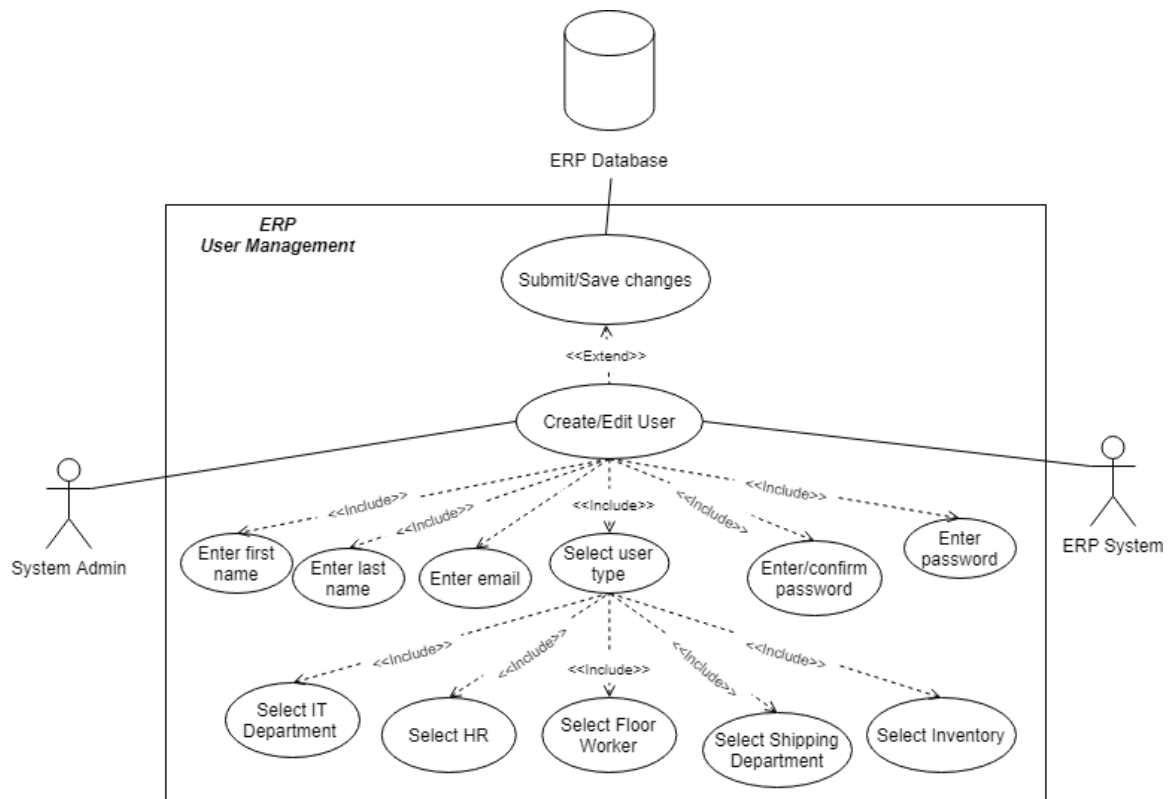 ERP Database
ERP
User Management
Submit/Save changes
<<Extend>>
Create/Edit User
System Admin
ERP System
<<Include>>
<<Include>>
<<Include>>
<<Include>>
<<Include>>
Enter first
name
Enter last
name
Enter email
Select user
type
Enter/confirm
password
Enter
password
<<Include>>
<<Include>>
<<Include>>
<<Include>>
<<Include>>
Select IT
Department
Select HR
Select Floor
Worker
Select Shipping
Department
Select Inventory